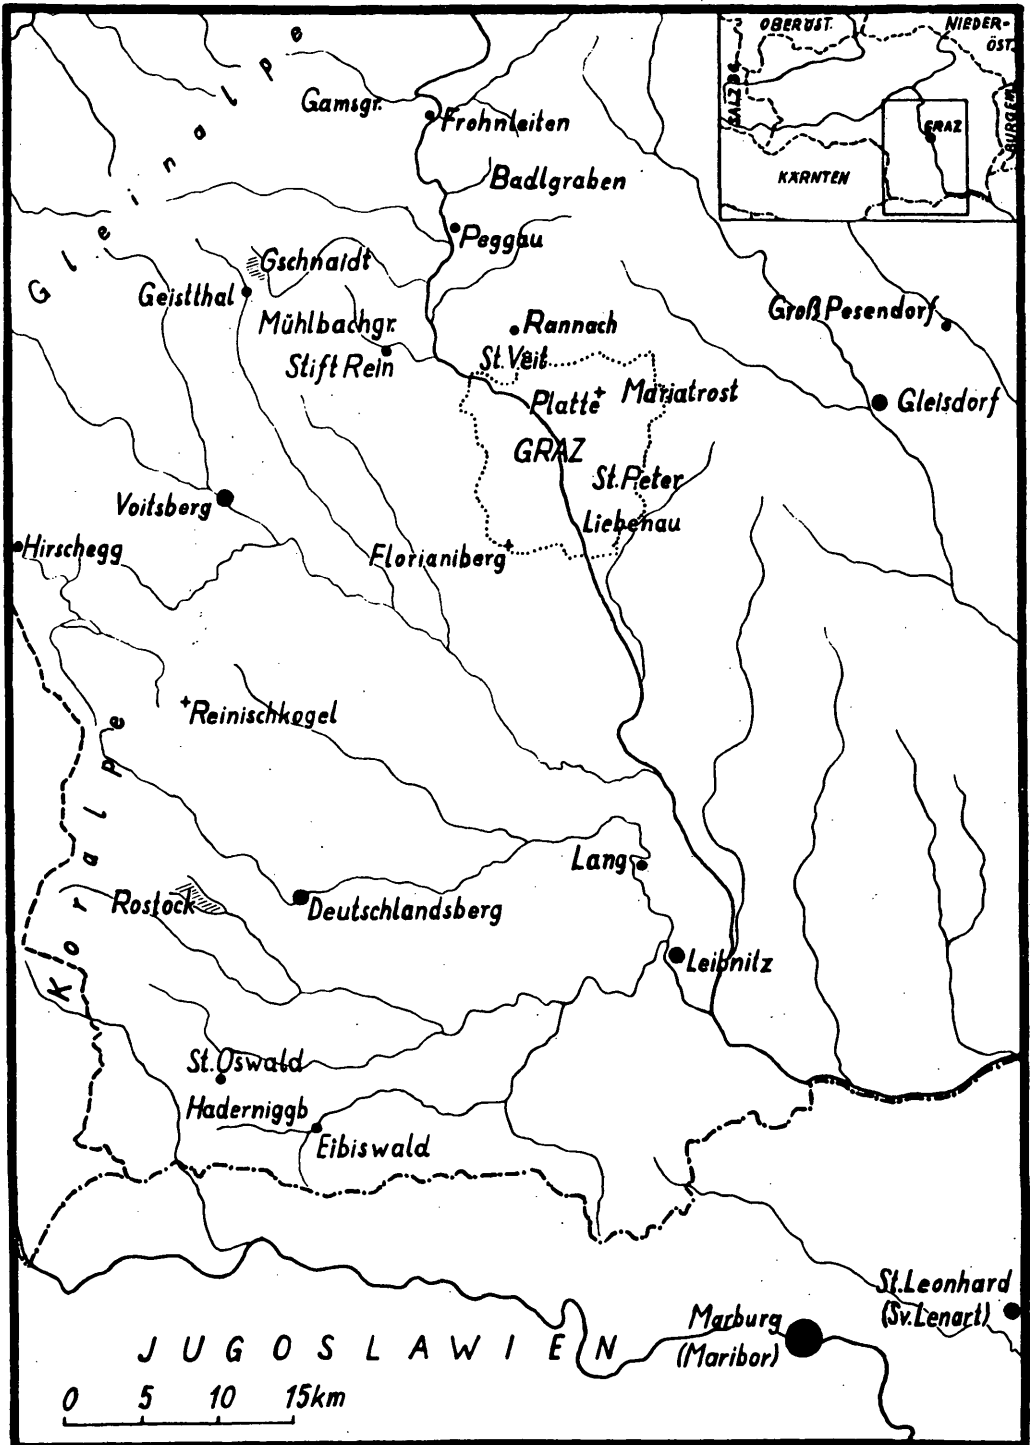 OBERÖST.
NIEDER-
ÖST.
SALZBG.
BURGENL.
GRAZ
KÄRNTEN
Gleinalpe
Gamsgr.
Frohnleiten
Badlgraben
Peggau
Gschnaidt
Geistthal
Mühlbachgr.
Stift Rein
Rannach
St. Veit
Groß Pesendorf
Platte
Mariatrost
Gleisdorf
GRAZ
St. Peter
Voitsberg
Liebenau
Hirschegg
Florianiberg
Reinischkogel
Koralpe
Lang
Rostock
Deutschlandsberg
Leibnitz
St. Oswald
Haderniggb
Eibiswald
St. Leonhard
(Sv. Lenart)
Marburg
(Maribor)
JUGOSLAWIEN
0 5 10 15km